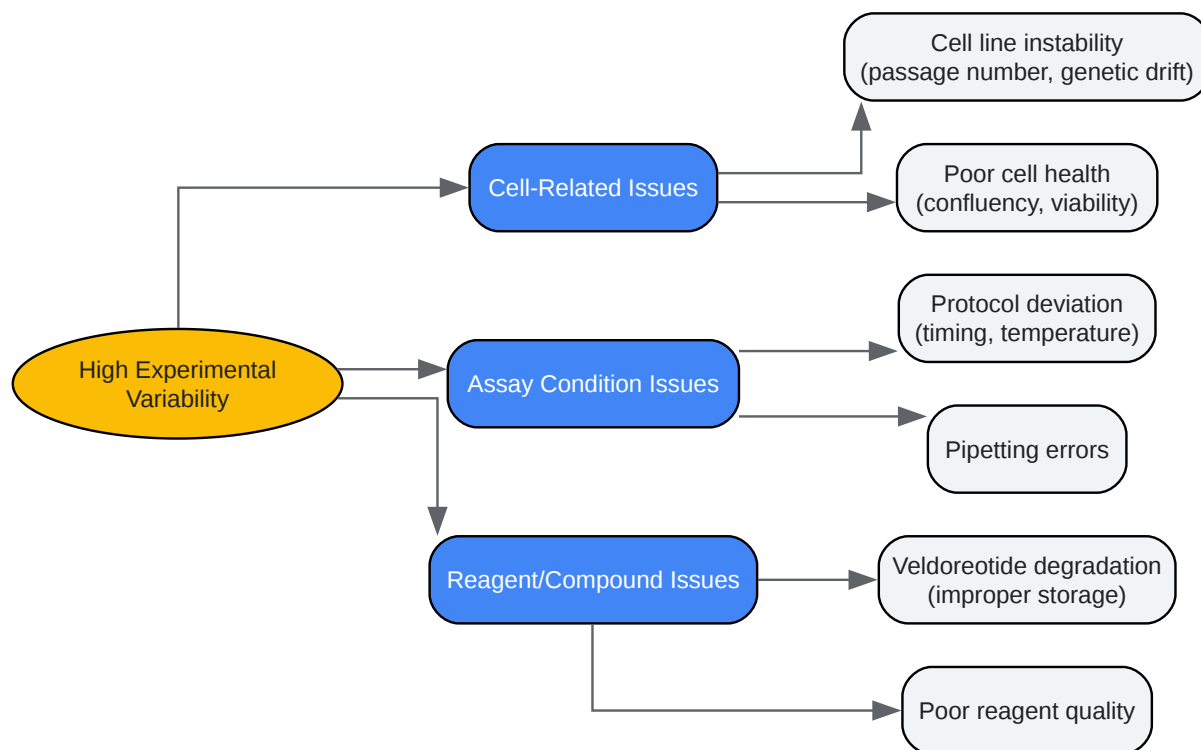 High Experimental
Variability
Cell-Related Issues
Cell line instability
(passage number, genetic drift)
Poor cell health
(confluency, viability)
Assay Condition Issues
Protocol deviation
(timing, temperature)
Pipetting errors
Reagent/Compound Issues
Veldoreotide degradation
(improper storage)
Poor reagent quality